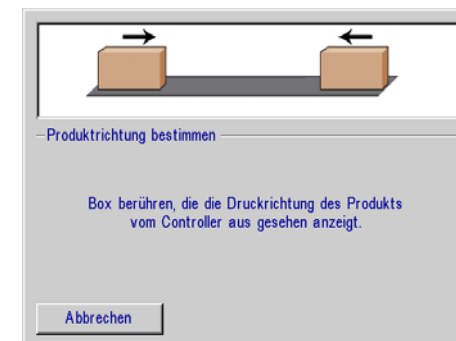 Produktrichtung bestimmen
Box berühren, die die Druckrichtung des Produkts
vom Controller aus gesehen anzeigt.
Abbrechen